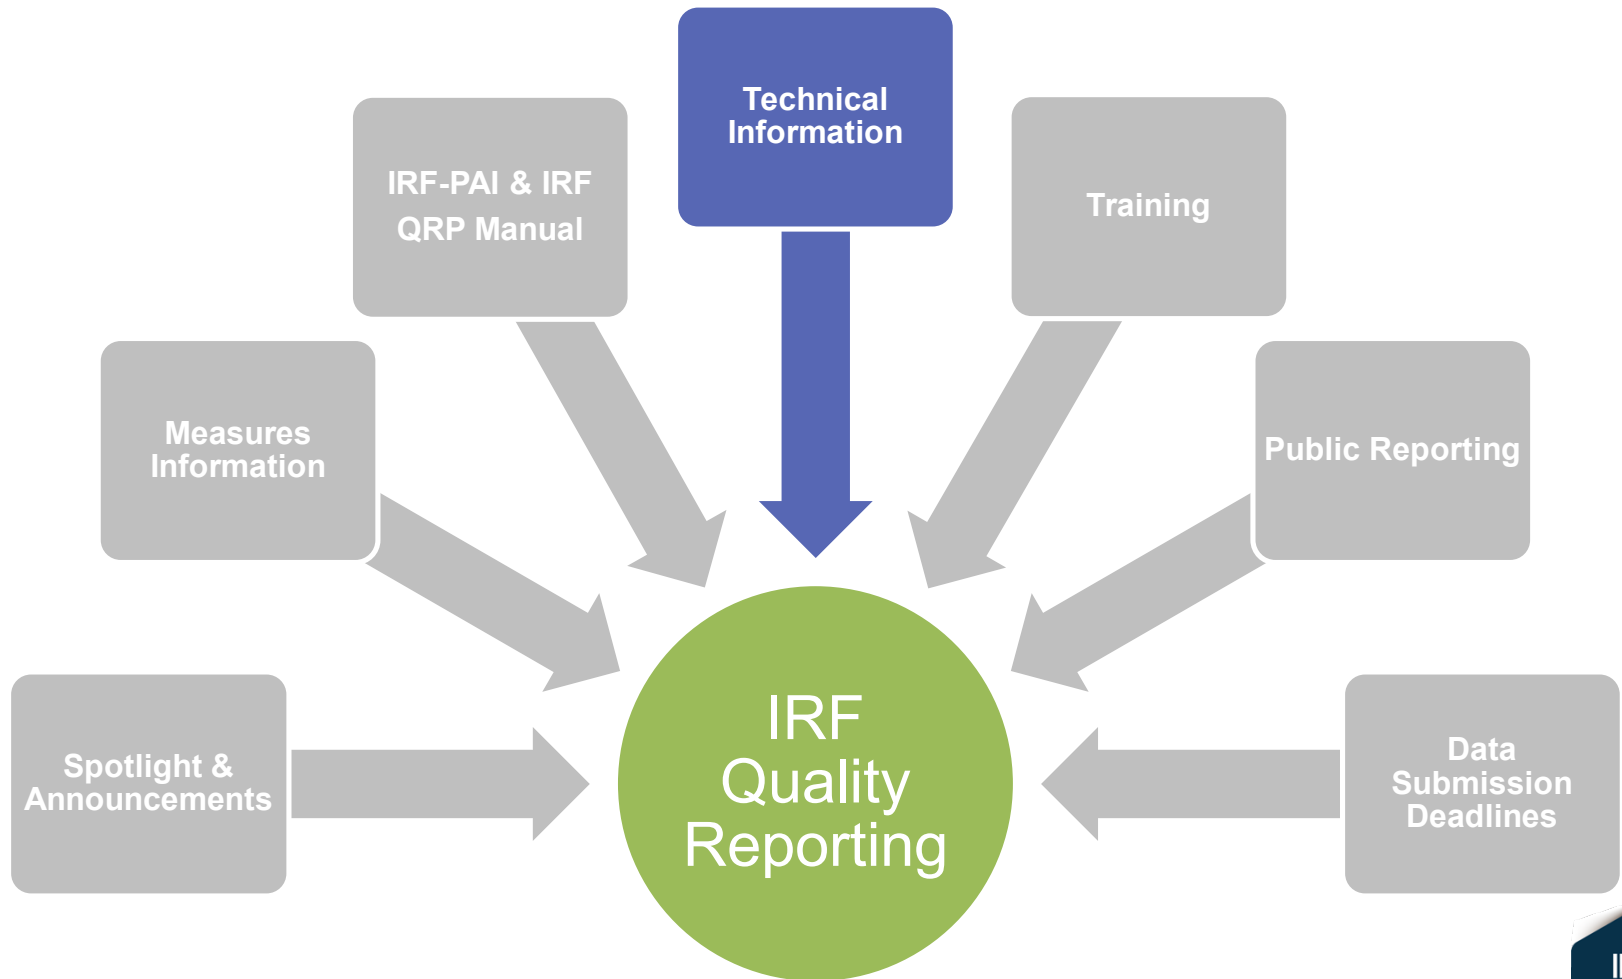 Technical
Information
IRF-PAI & IRF
QRP Manual
Training
Measures
Information
Public Reporting
Spotlight &
Announcements
IRF
Quality
Reporting
Data
Submission
Deadlines